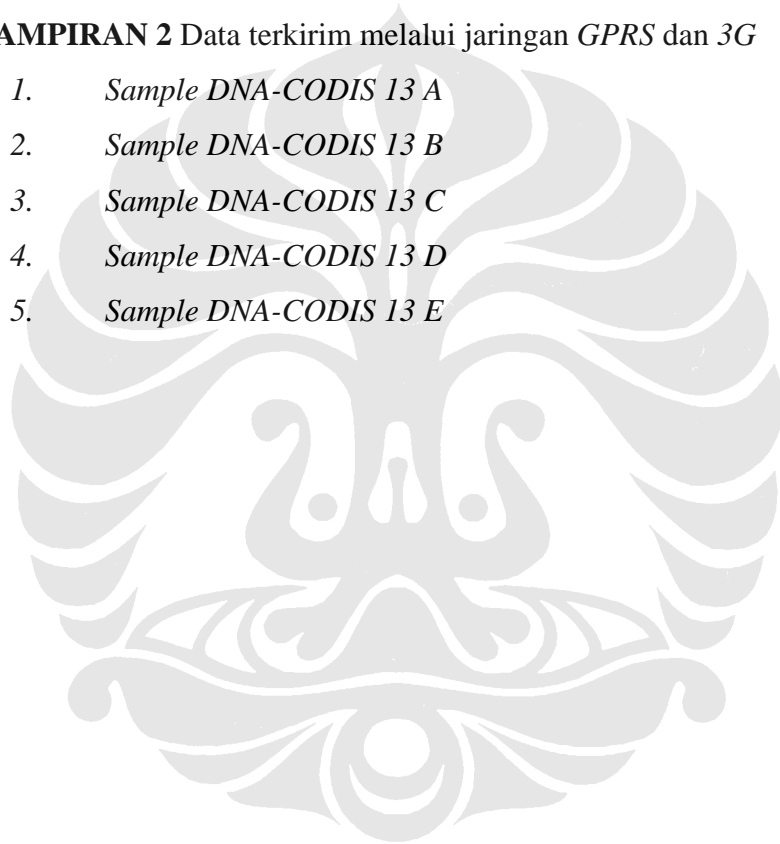 AMPIRAN 2 Data terkirim melalui jaringan GPRS dan 3G
1. Sample DNA-CODIS 13 A
2. Sample DNA-CODIS 13 B
3. Sample DNA-CODIS 13 C
4. Sample DNA-CODIS 13 D
5. Sample DNA-CODIS 13 E